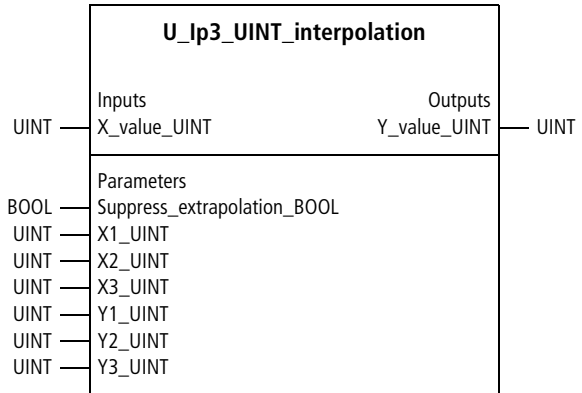 U_Ip3_UINT_interpolation
Inputs Outputs
UINT X_value_UINT Y_value_UINT UINT
Parameters
BOOL Suppress_extrapolation_BOOL
UINT X1_UINT
UINT X2_UINT
UINT X3_UINT
UINT Y1_UINT
UINT Y2_UINT
UINT Y3_UINT